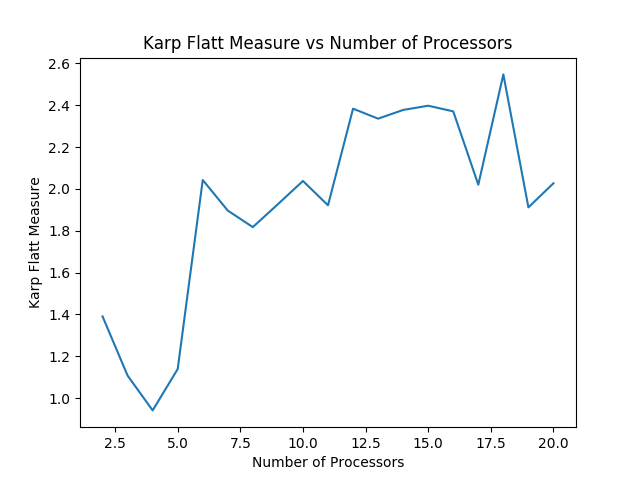 Karp Flatt Measure vs Number of Processors
2.6
2.4
2.2
2.0
1.8
1.6
1.4
1.2
1.0
Karp Flatt Measure
2.5 5.0 7.5 10.0 12.5 15.0 17.5 20.0
Number of Processors